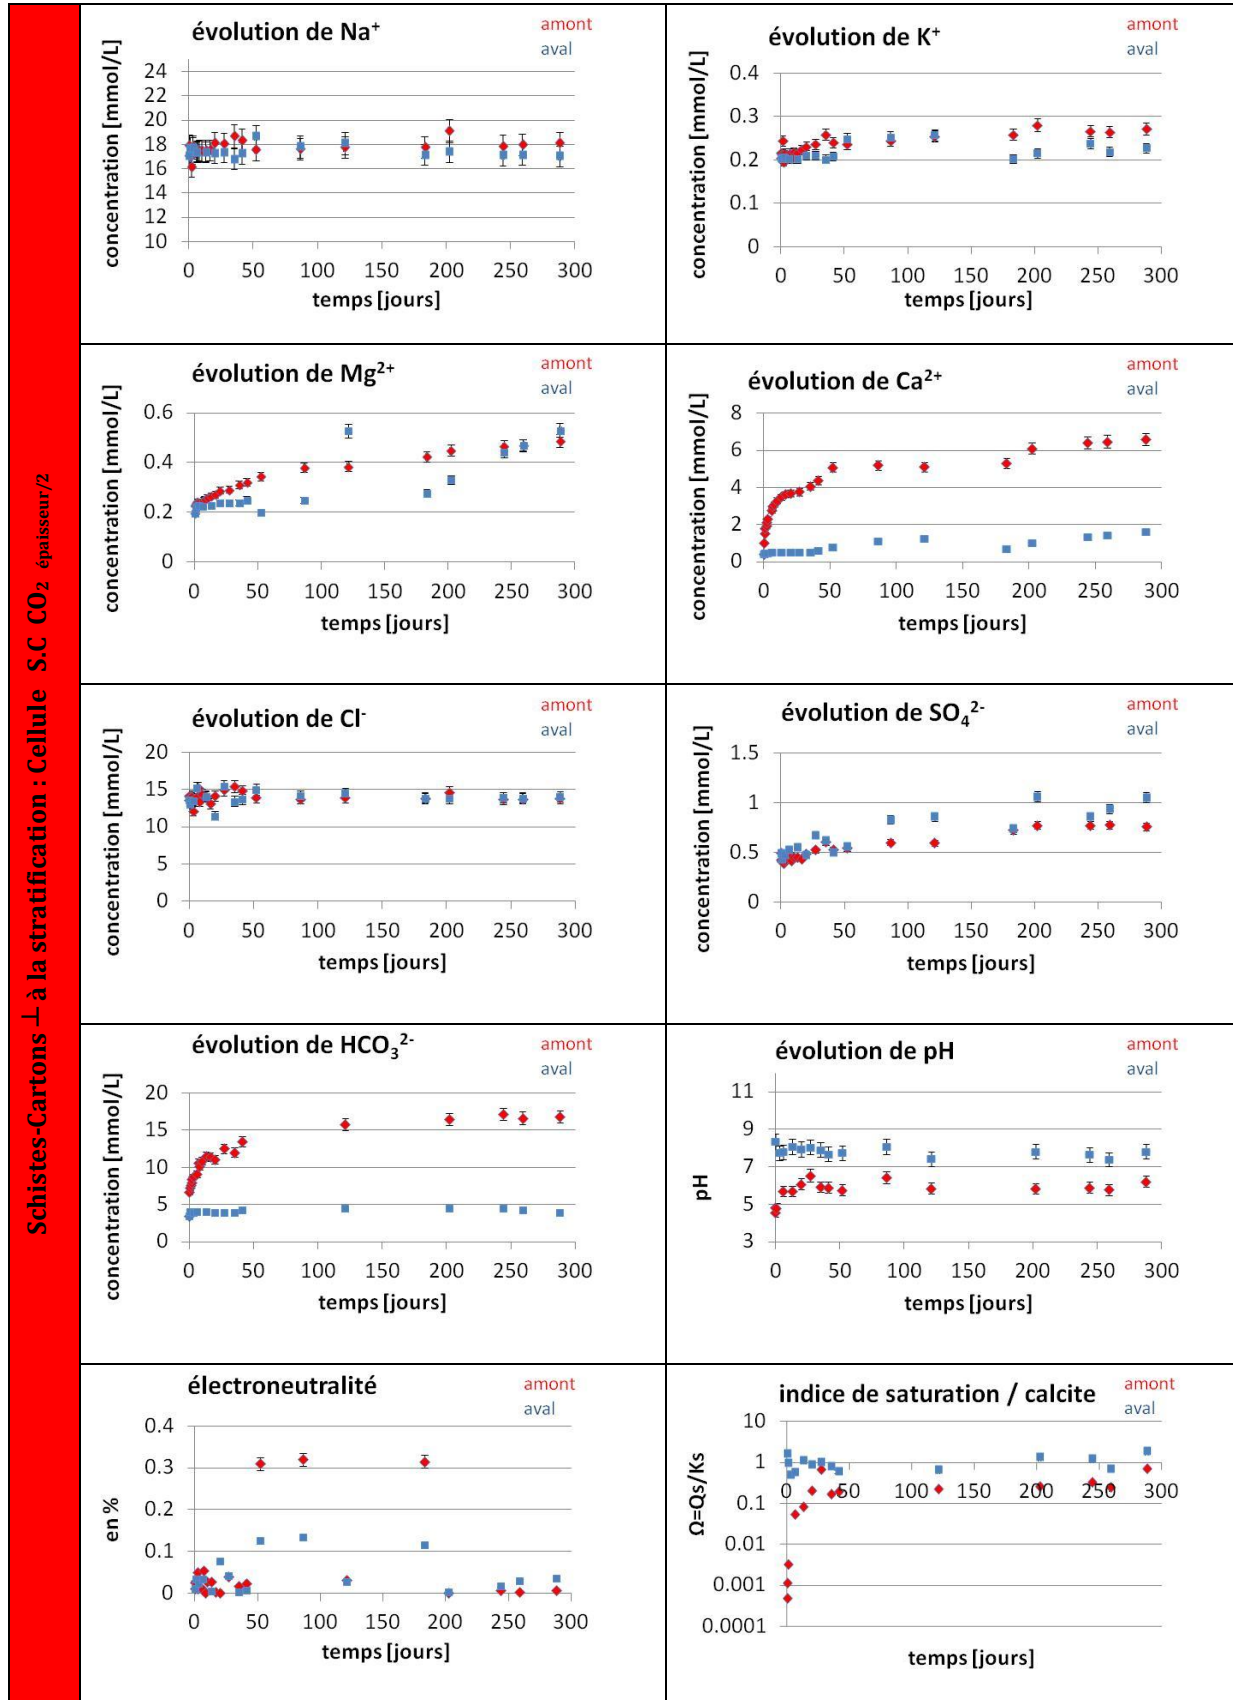 Schistes-Cartons ┴ à la stratification : Cellule S.C CO₂ épaisseur/2
évolution de Na⁺
amont
aval
concentration [mmol/L]
24
22
20
18
16
14
12
10
0 50 100 150 200 250 300
temps [jours]
évolution de K⁺
amont
aval
concentration [mmol/L]
0.4
0.3
0.2
0.1
0
0 50 100 150 200 250 300
temps [jours]
évolution de Mg²⁺
amont
aval
concentration [mmol/L]
0.6
0.4
0.2
0
0 50 100 150 200 250 300
temps [jours]
évolution de Ca²⁺
amont
aval
concentration [mmol/L]
8
6
4
2
0
0 50 100 150 200 250 300
temps [jours]
évolution de Cl⁻
amont
aval
concentration [mmol/L]
20
15
10
5
0
0 50 100 150 200 250 300
temps [jours]
évolution de SO₄²⁻
amont
aval
concentration [mmol/L]
1.5
1
0.5
0
0 50 100 150 200 250 300
temps [jours]
évolution de HCO₃²⁻
amont
aval
concentration [mmol/L]
20
15
10
5
0
0 50 100 150 200 250 300
temps [jours]
évolution de pH
amont
aval
pH
11
9
7
5
3
0 50 100 150 200 250 300
temps [jours]
électroneutralité
amont
aval
en %
0.4
0.3
0.2
0.1
0
0 50 100 150 200 250 300
temps [jours]
indice de saturation / calcite
amont
aval
Ω=Qs/Ks
10
1
0.1
0.01
0.001
0.0001
0 50 100 150 200 250 300
temps [jours]